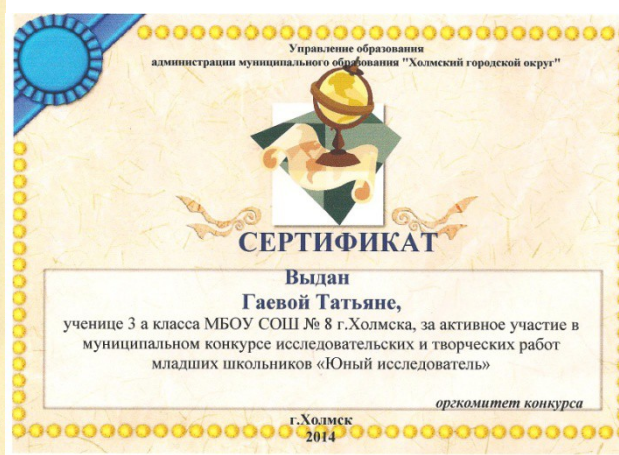 Управление образования
администрации муниципального образования "Холмский городской округ"
СЕРТИФИКАТ
Выдан
Гаевой Татьяне,
ученице 3 а класса МБОУ СОШ № 8 г.Холмска, за активное участие в
муниципальном конкурсе исследовательских и творческих работ
младших школьников «Юный исследователь»
оргкомитет конкурса
г.Холмск
2014